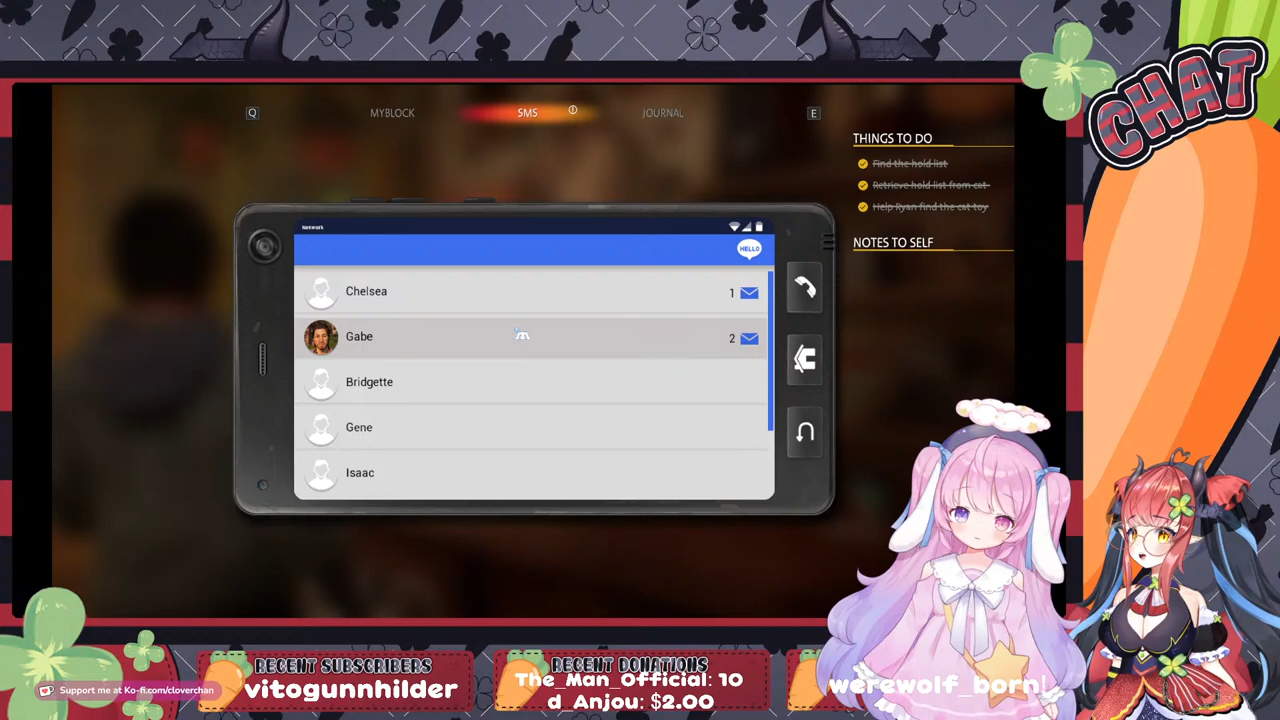 CHAT
Q
MYBLOCK
SMS
JOURNAL
E
THINGS TO DO
Find the hold list
Retrieve hold list from cat
Help Ryan find the cat toy
NOTES TO SELF
Network
HELLO
Chelsea
1
Gabe
2
Bridgette
Gene
Isaac
Support me at Ko-fi.com/cloverchan
RECENT SUBSCRIBERS
vitogunnhilder
RECENT DONATIONS
The_Man_Official: 10
d_Anjou: $2.00
werewolf_born!